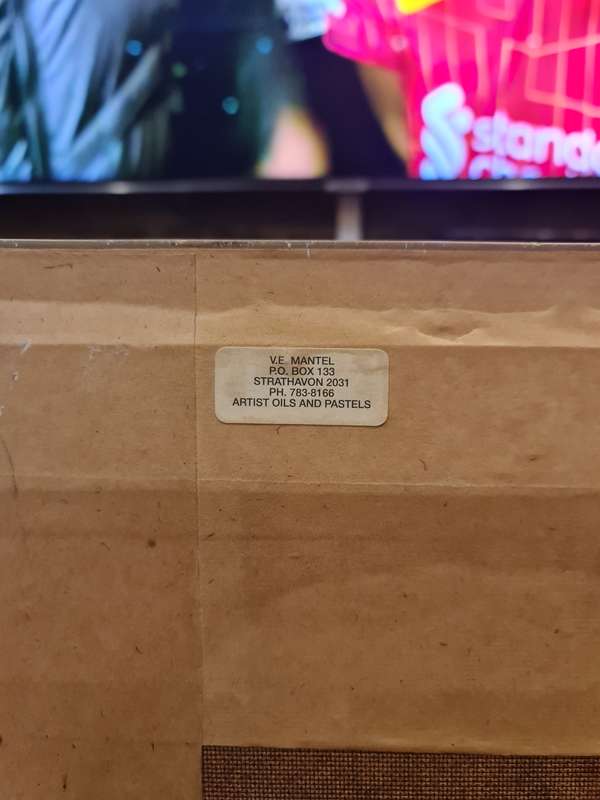 standa
V.E. MANTEL
P.O. BOX 133
STRATHAVON 2031
PH. 783-8166
ARTIST OILS AND PASTELS